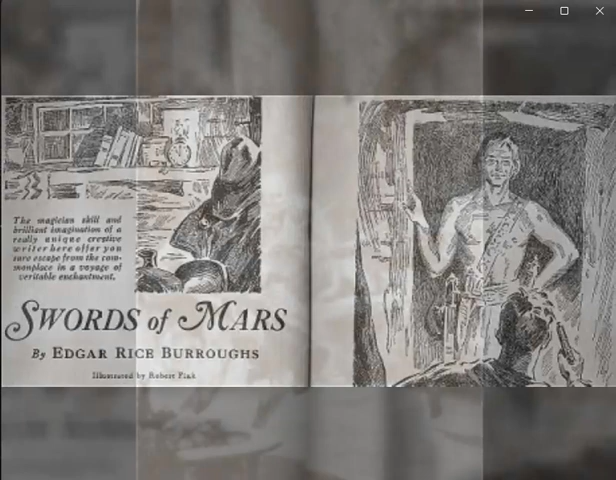 The magician skill and
brilliant imagination of a
really unique creative
writer here offer you
rare escape from the com-
monplace in a voyage of
veritable enchantment.
SWORDS of MARS
By EDGAR RICE BURROUGHS
Illustrated by Robert Fink